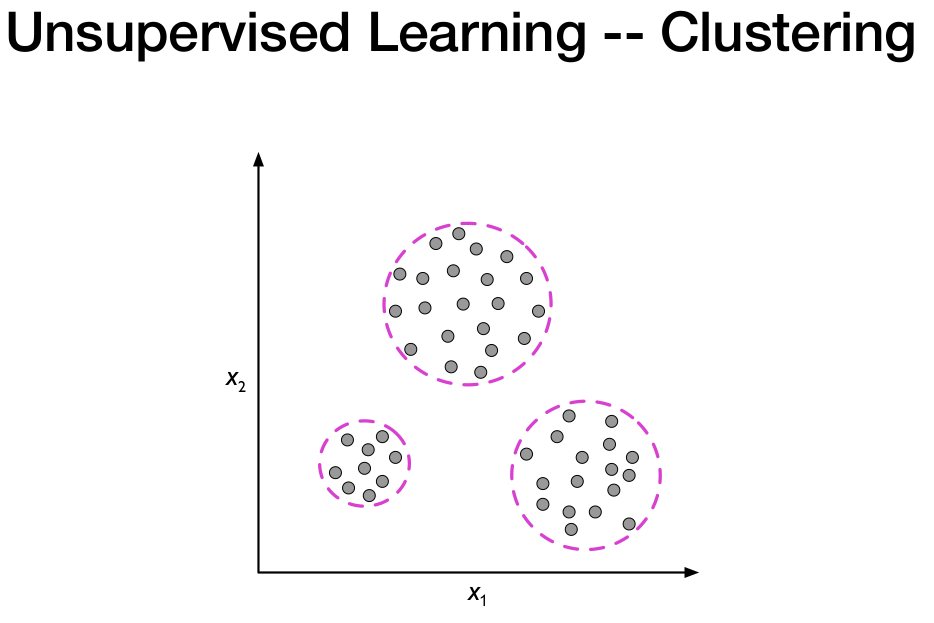 Unsupervised Learning -- Clustering
x₂
x₁